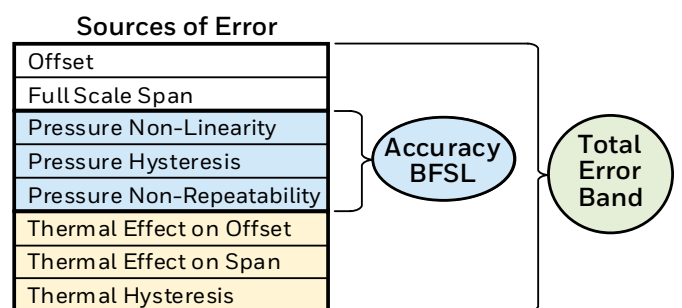 Sources of Error
Offset
Full Scale Span
Pressure Non-Linearity
Pressure Hysteresis
Pressure Non-Repeatability
Thermal Effect on Offset
Thermal Effect on Span
Thermal Hysteresis
Accuracy
BFSL
Total
Error
Band